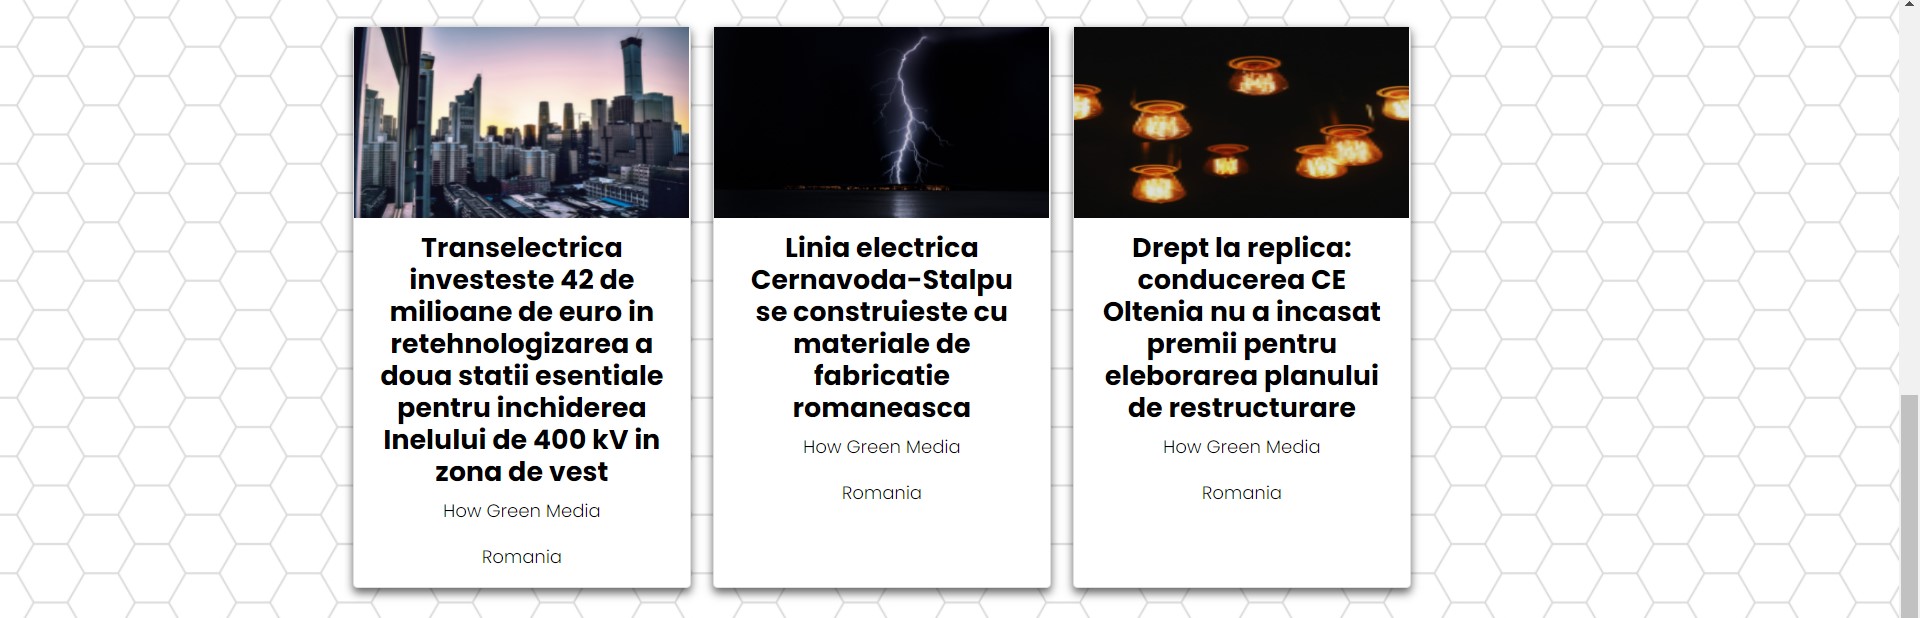 Transelectrica
investeste 42 de
milioane de euro in
retehnologizarea a
doua statii esentiale
pentru inchiderea
Inelului de 400 kV in
zona de vest
How Green Media
Romania
Linia electrica
Cernavoda-Stalpu
se construieste cu
materiale de
fabricatie
romaneasca
How Green Media
Romania
Drept la replica:
conducerea CE
Oltenia nu a incasat
premii pentru
eleborarea planului
de restructurare
How Green Media
Romania